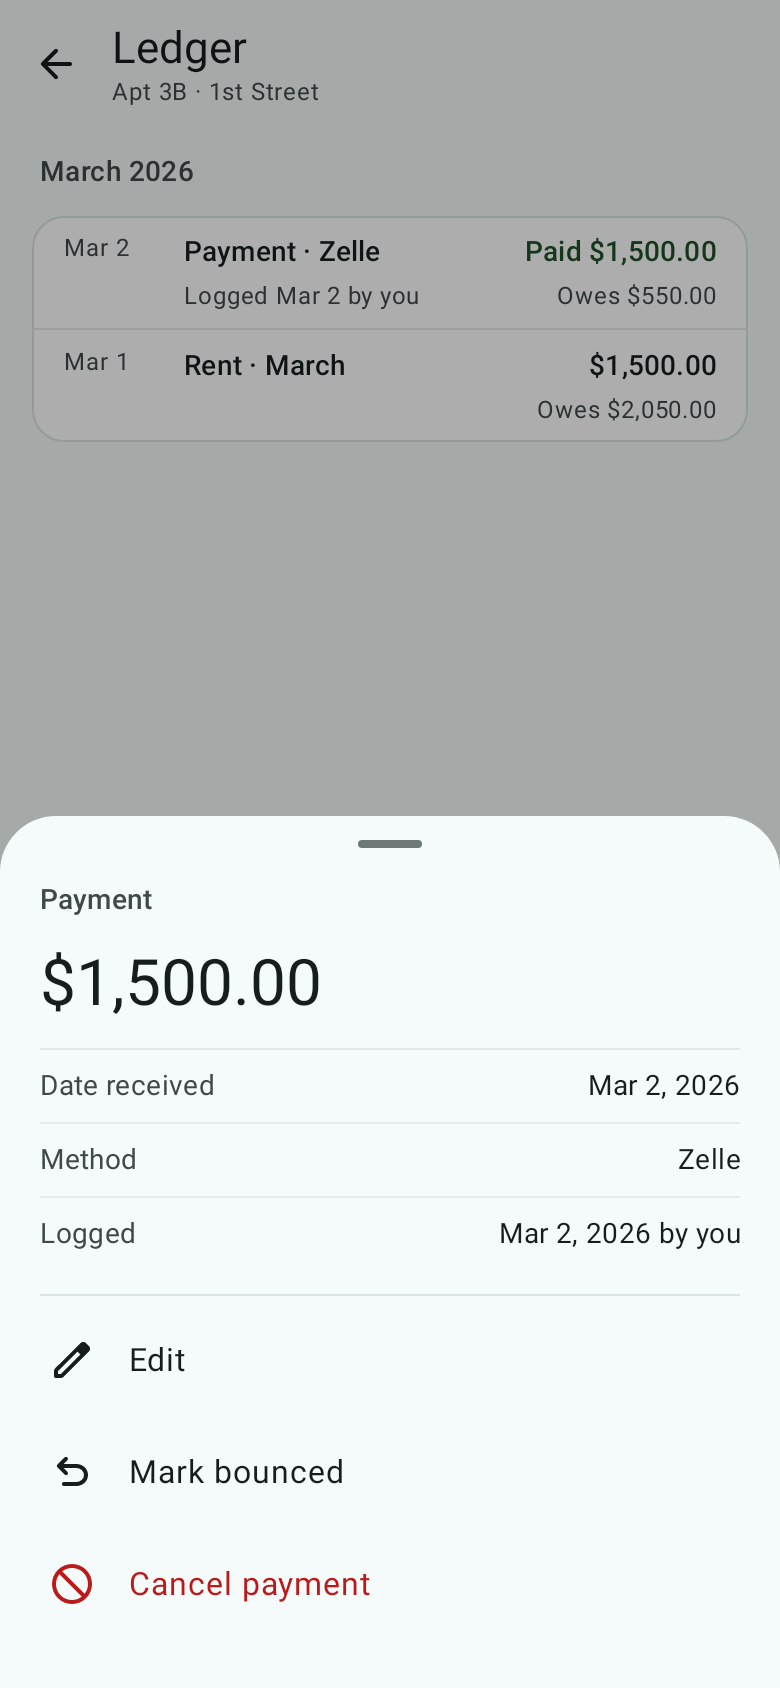 Ledger
Apt 3B · 1st Street
March 2026
Mar 2 Payment · Zelle Paid $1,500.00
Logged Mar 2 by you Owes $550.00
Mar 1 Rent · March $1,500.00
Owes $2,050.00
Payment
$1,500.00
Date received Mar 2, 2026
Method Zelle
Logged Mar 2, 2026 by you
Edit
Mark bounced
Cancel payment